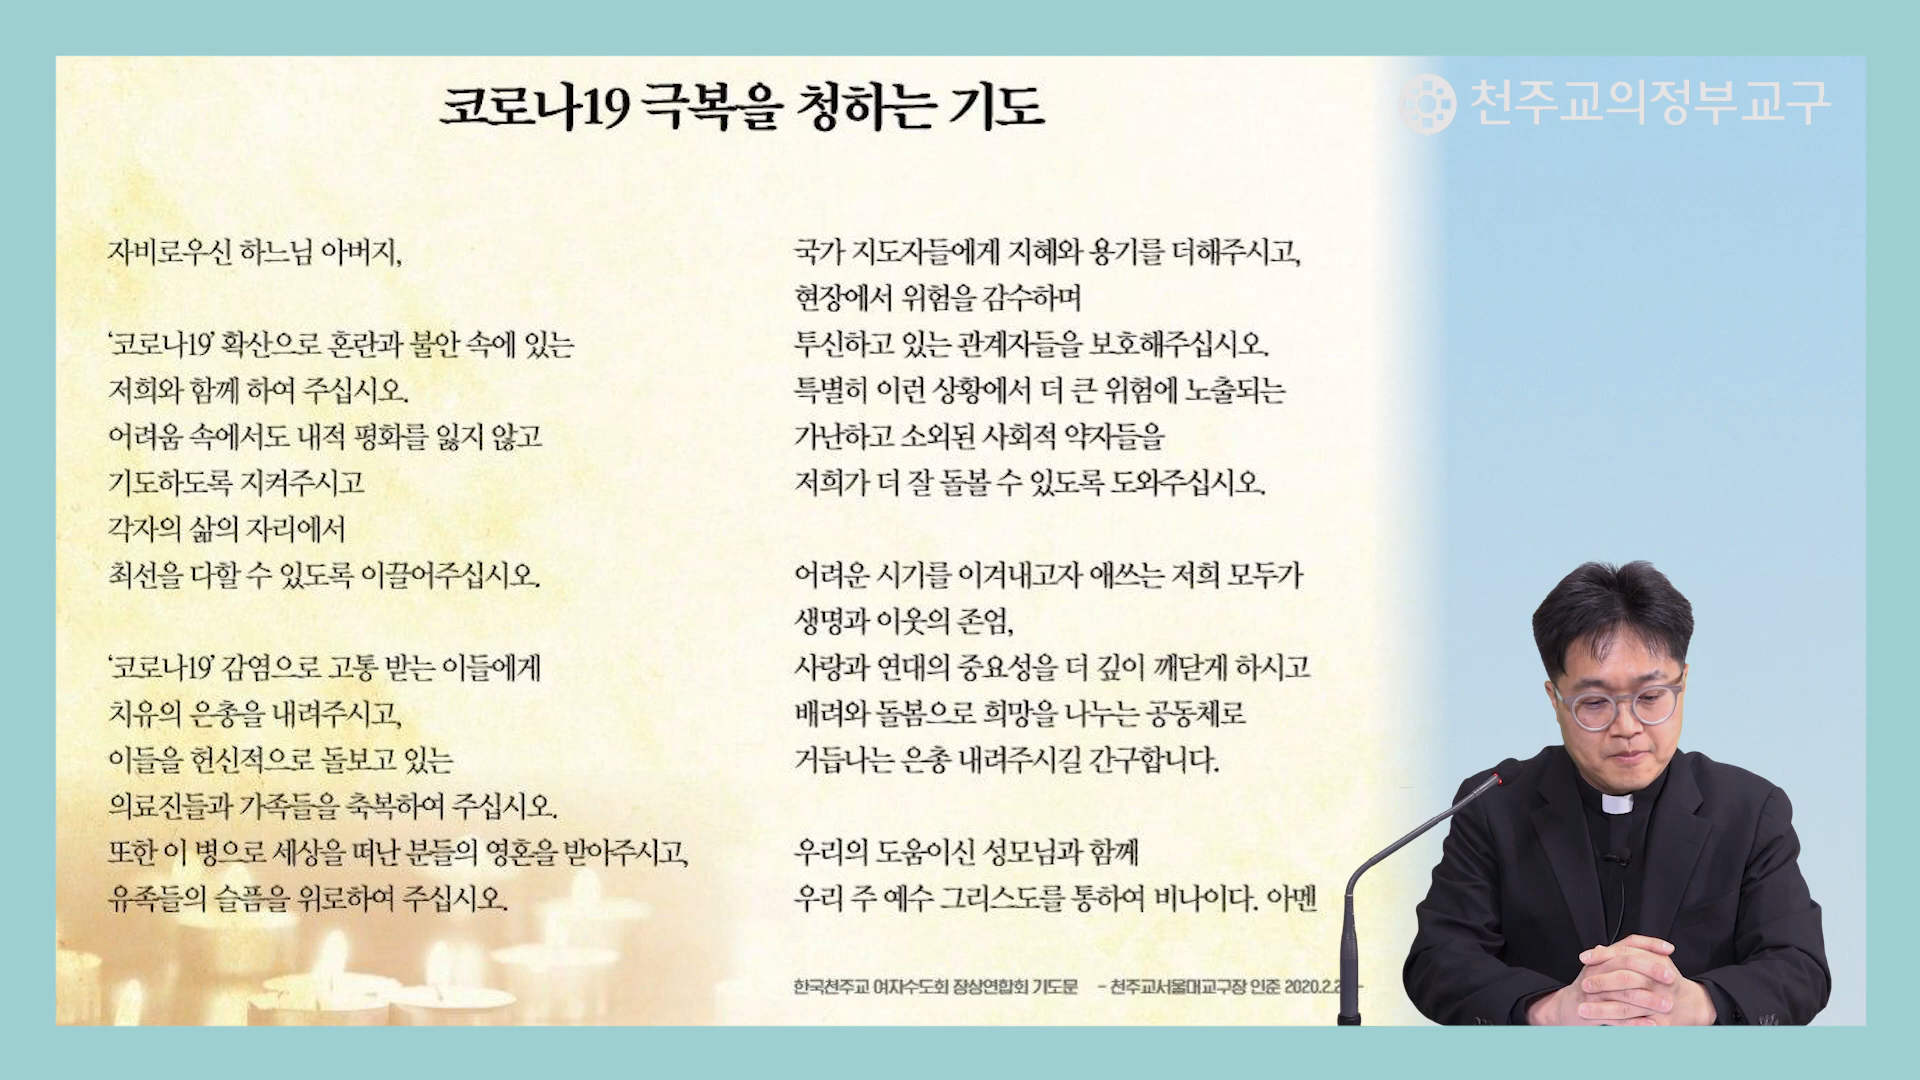 코로나19 극복을 청하는 기도
천주교의정부교구
자비로우신 하느님 아버지,
‘코로나19’ 확산으로 혼란과 불안 속에 있는
저희와 함께 하여 주십시오.
어려움 속에서도 내적 평화를 잃지 않고
기도하도록 지켜주시고
각자의 삶의 자리에서
최선을 다할 수 있도록 이끌어주십시오.
‘코로나19’ 감염으로 고통 받는 이들에게
치유의 은총을 내려주시고,
이들을 헌신적으로 돌보고 있는
의료진들과 가족들을 축복하여 주십시오.
또한 이 병으로 세상을 떠난 분들의 영혼을 받아주시고,
유족들의 슬픔을 위로하여 주십시오.
국가 지도자들에게 지혜와 용기를 더해주시고,
현장에서 위험을 감수하며
투신하고 있는 관계자들을 보호해주십시오.
특별히 이런 상황에서 더 큰 위험에 노출되는
가난하고 소외된 사회적 약자들을
저희가 더 잘 돌볼 수 있도록 도와주십시오.
어려운 시기를 이겨내고자 애쓰는 저희 모두가
생명과 이웃의 존엄,
사랑과 연대의 중요성을 더 깊이 깨닫게 하시고
배려와 돌봄으로 희망을 나누는 공동체로
거듭나는 은총 내려주시길 간구합니다.
우리의 도움이신 성모님과 함께
우리 주 예수 그리스도를 통하여 비나이다. 아멘
한국천주교 여자수도회 장상연합회 기도문 - 천주교서울대교구장 인준